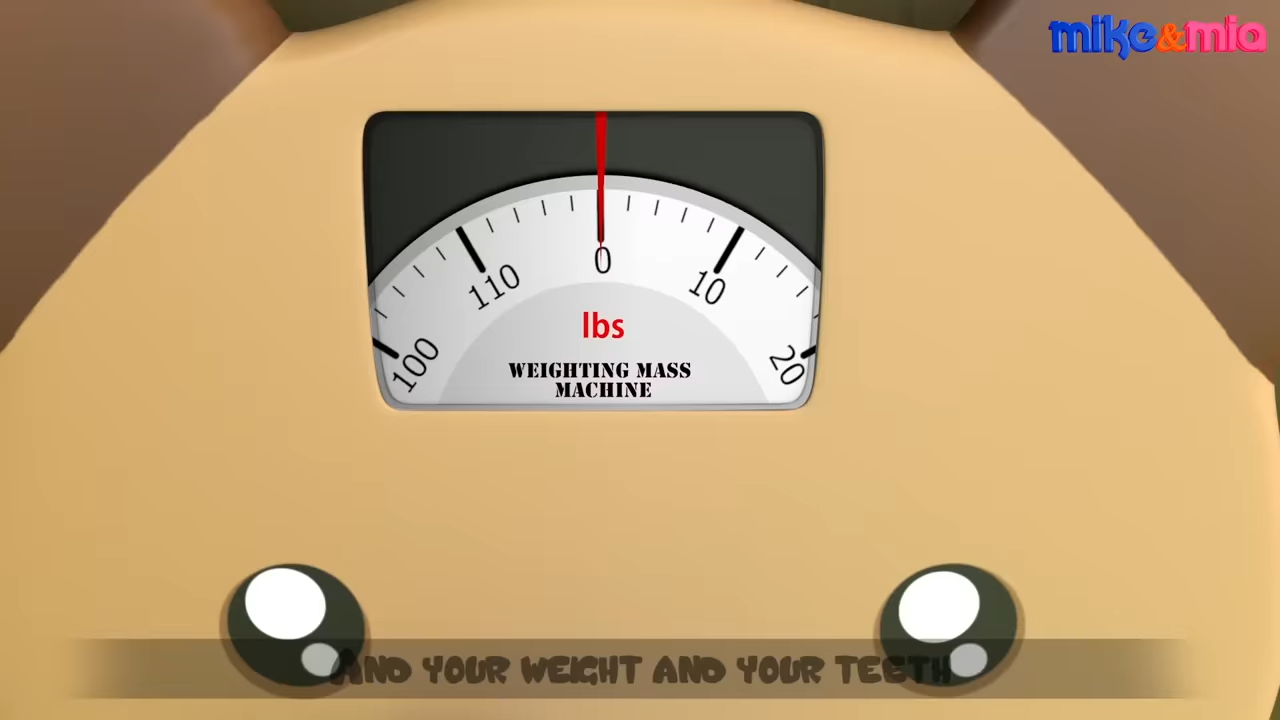 mike&mia
110
0
10
100
20
lbs
WEIGHTING MASS
MACHINE
AND YOUR WEIGHT AND YOUR TEETH